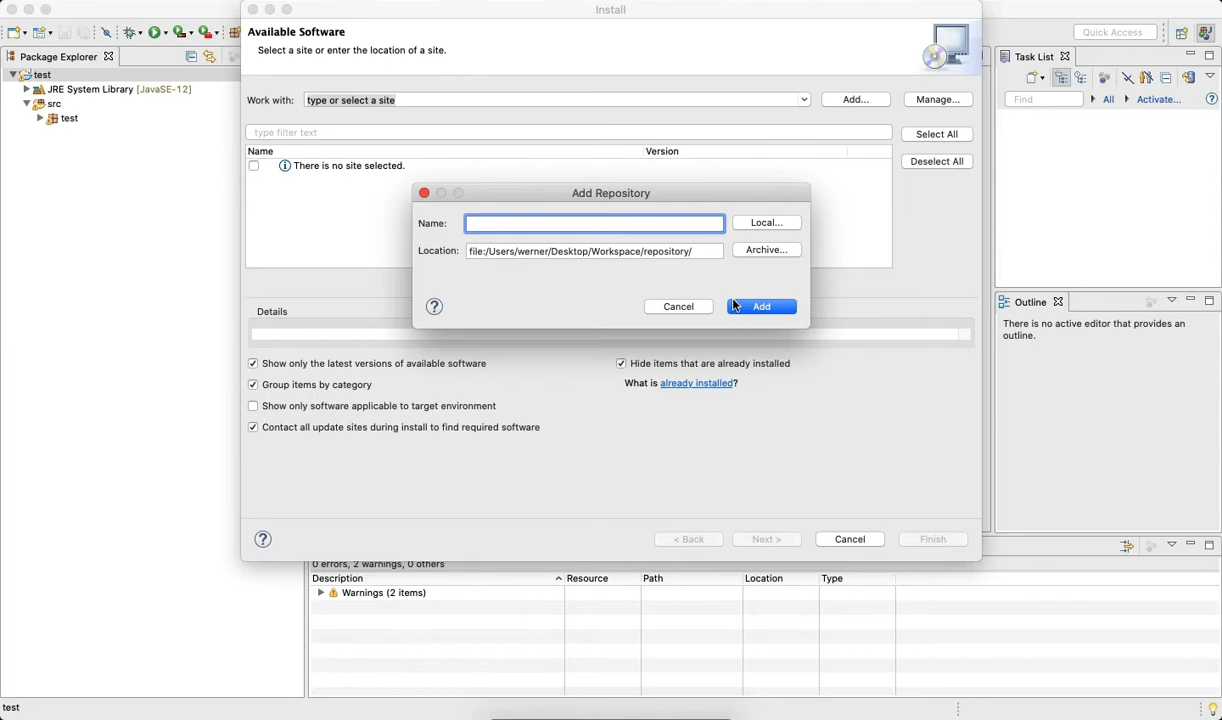 Install
Quick Access
Package Explorer
test
JRE System Library [JavaSE-12]
src
test
Available Software
Select a site or enter the location of a site.
Work with:
type or select a site
Add...
Manage...
type filter text
Select All
Name
Version
There is no site selected.
Deselect All
Add Repository
Name:
Local...
Location:
file:/Users/werner/Desktop/Workspace/repository/
Archive...
?
Cancel
Add
Details
Show only the latest versions of available software
Hide items that are already installed
Group items by category
What is already installed?
Show only software applicable to target environment
Contact all update sites during install to find required software
?
< Back
Next >
Cancel
Finish
Task List
Find
All
Activate...
?
Outline
There is no active editor that provides an
outline.
0 errors, 2 warnings, 0 others
Description
Resource
Path
Location
Type
Warnings (2 items)
test